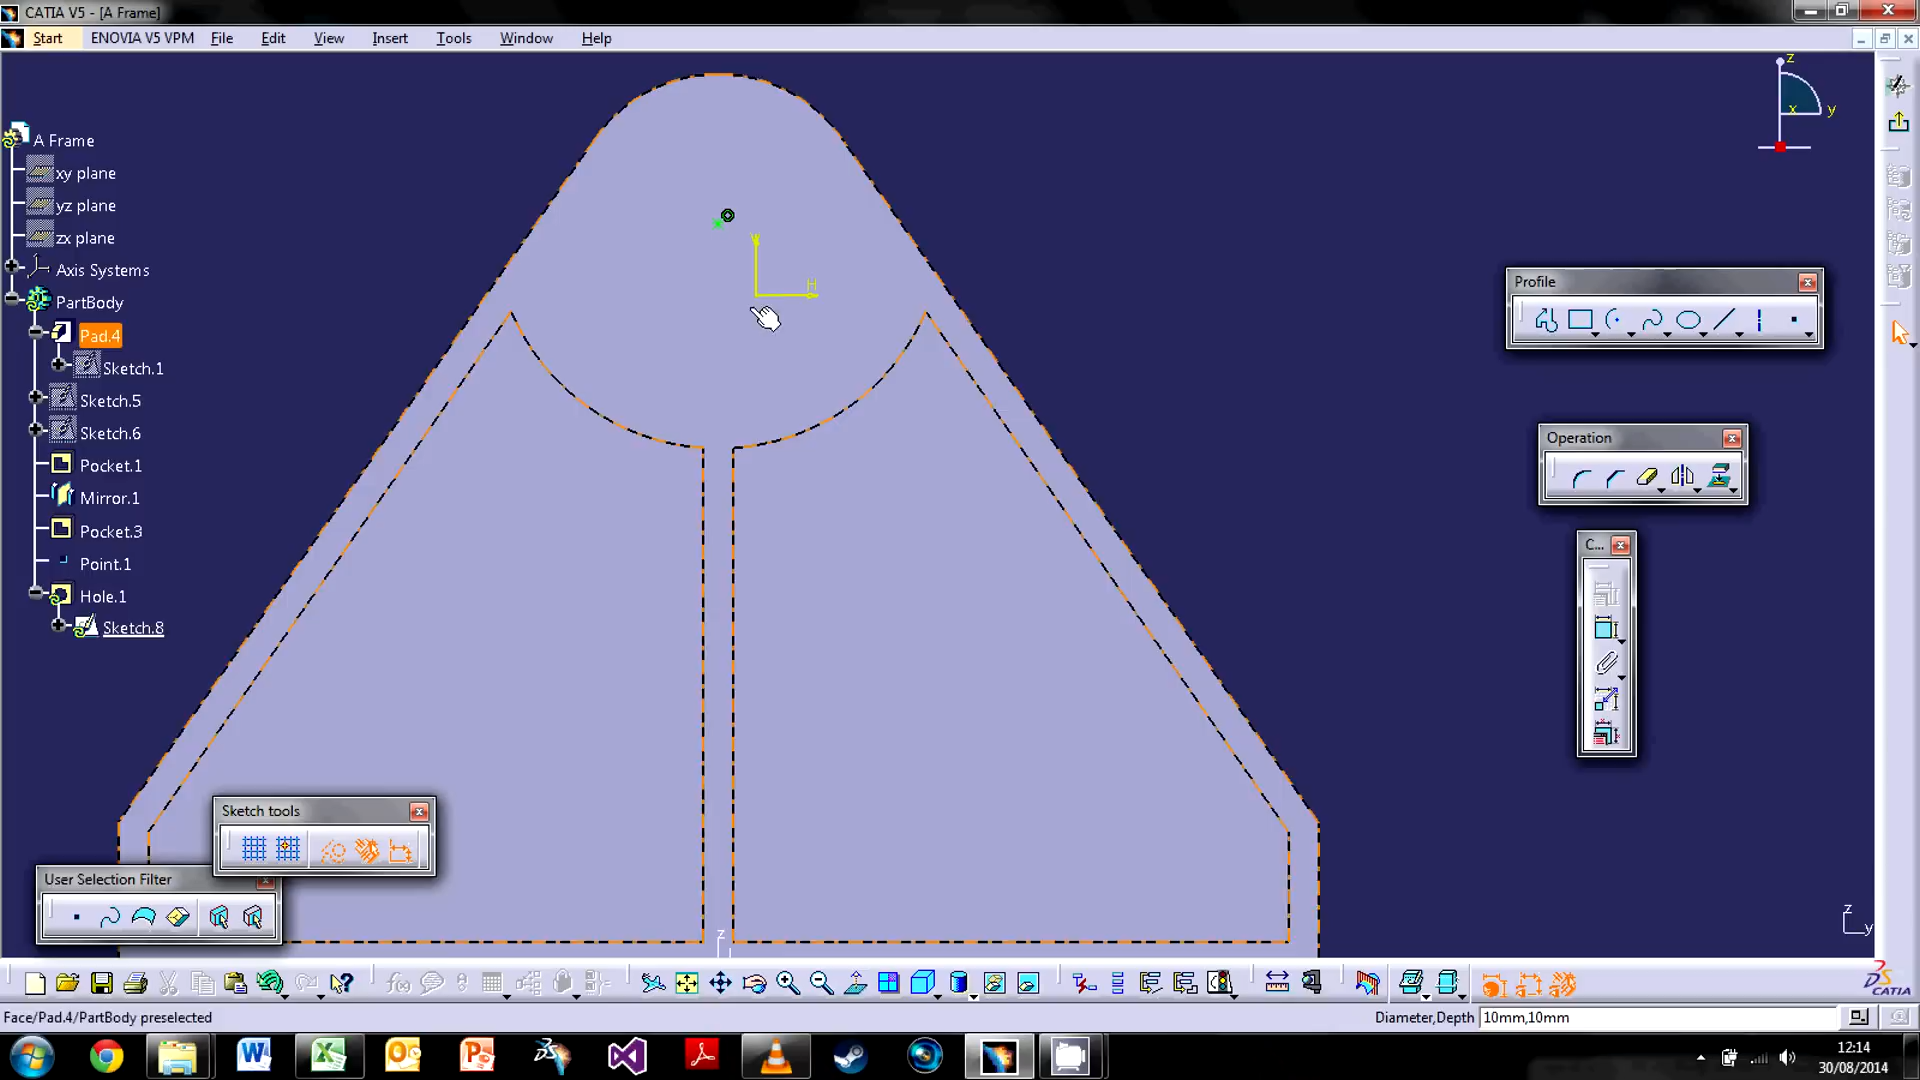 CATIA V5 - [A Frame]
Start ENOVIA V5 VPM File Edit View Insert Tools Window Help
z
x
y
A Frame
xy plane
yz plane
zx plane
Axis Systems
PartBody
Pad.4
Sketch.1
Sketch.5
Sketch.6
Pocket.1
Mirror.1
Pocket.3
Point.1
Hole.1
Sketch.8
V
H
Profile
Operation
C...
Sketch tools
User Selection Filter
z
z
y
CATIA
Face/Pad.4/PartBody preselected
Diameter,Depth 10mm,10mm
12:14
30/08/2014